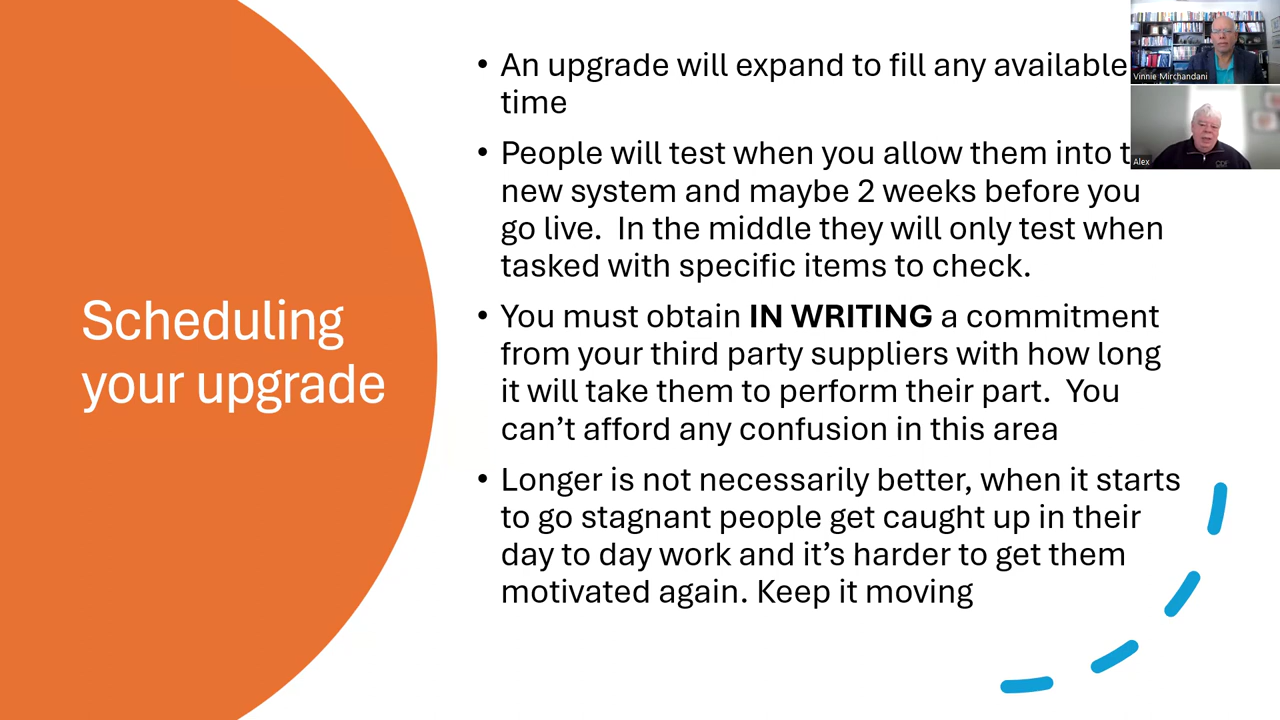 Scheduling
your upgrade
• An upgrade will expand to fill any available
time
• People will test when you allow them into
new system and maybe 2 weeks before you
go live.  In the middle they will only test when
tasked with specific items to check.
• You must obtain IN WRITING a commitment
from your third party suppliers with how long
it will take them to perform their part.  You
can’t afford any confusion in this area
• Longer is not necessarily better, when it starts
to go stagnant people get caught up in their
day to day work and it’s harder to get them
motivated again. Keep it moving
Vinnie Mirchandani
Alex